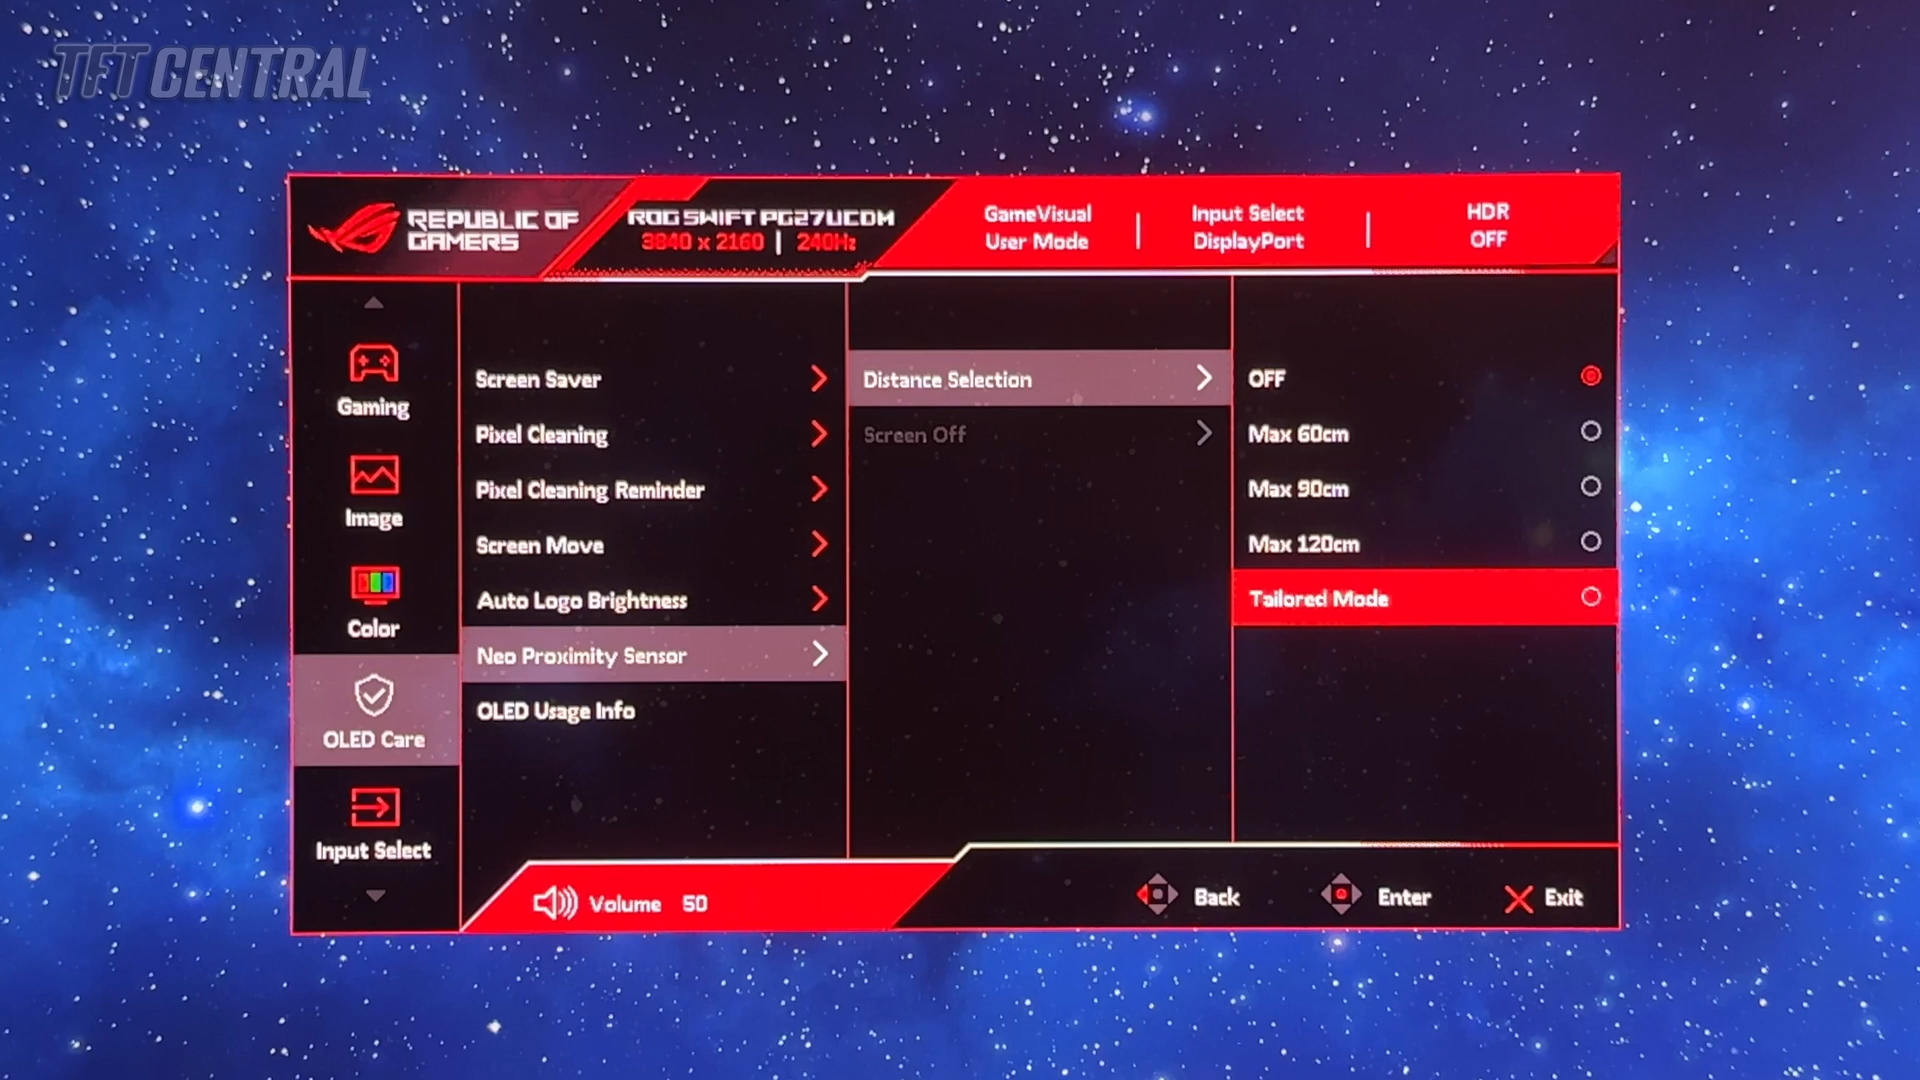 TFTCENTRAL
REPUBLIC OF
GAMERS
ROG SWIFT PG27UCDM
3840 x 2160 | 240Hz
GameVisual
User Mode
Input Select
DisplayPort
HDR
OFF
Gaming
Image
Color
OLED Care
Input Select
Screen Saver
Pixel Cleaning
Pixel Cleaning Reminder
Screen Move
Auto Logo Brightness
Neo Proximity Sensor
OLED Usage Info
Distance Selection
Screen Off
OFF
Max 60cm
Max 90cm
Max 120cm
Tailored Mode
Volume 50
Back
Enter
Exit